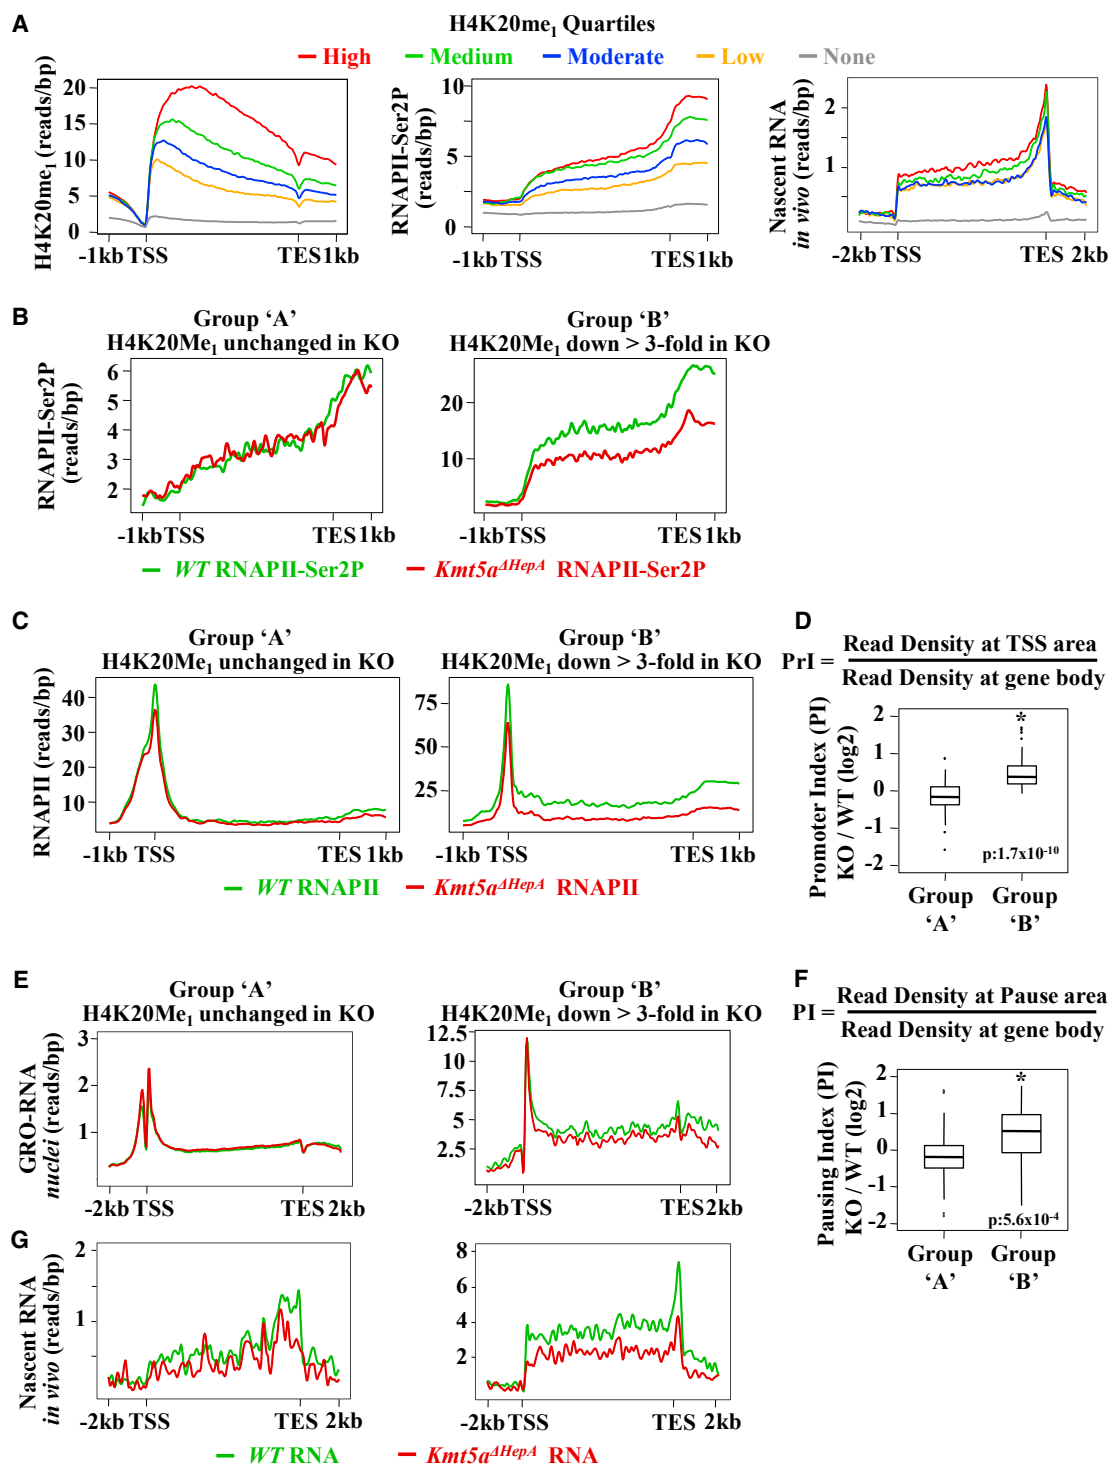 A
H4K20me1 Quartiles
High Medium Moderate Low None
H4K20me1 (reads/bp)
20
15
10
5
0
-1kb TSS TES 1kb
RNAPII-Ser2P
(reads/bp)
10
5
0
-1kb TSS TES 1kb
Nascent RNA
in vivo (reads/bp)
2
1
-2kb TSS TES 2kb
B
Group ‘A’
H4K20Me1 unchanged in KO
RNAPII-Ser2P
(reads/bp)
6
5
4
3
2
-1kb TSS TES 1kb
Group ‘B’
H4K20Me1 down > 3-fold in KO
20
10
-1kb TSS TES 1kb
WT RNAPII-Ser2P Kmt5aΔHepA RNAPII-Ser2P
C
Group ‘A’
H4K20Me1 unchanged in KO
RNAPII (reads/bp)
40
30
20
10
-1kb TSS TES 1kb
Group ‘B’
H4K20Me1 down > 3-fold in KO
75
50
25
-1kb TSS TES 1kb
WT RNAPII Kmt5aΔHepA RNAPII
D
PrI = Read Density at TSS area
Read Density at gene body
Promoter Index (PI)
KO / WT (log2)
2
1
0
-1
-2
*
p:1.7x10-10
Group Group
‘A’ ‘B’
E
Group ‘A’
H4K20Me1 unchanged in KO
GRO-RNA
nuclei (reads/bp)
3
2
1
-2kb TSS TES 2kb
Group ‘B’
H4K20Me1 down > 3-fold in KO
12.5
10
7.5
5
2.5
-2kb TSS TES 2kb
F
PI = Read Density at Pause area
Read Density at gene body
Pausing Index (PI)
KO / WT (log2)
2
1
0
-1
-2
*
p:5.6x10-4
Group Group
‘A’ ‘B’
G
Nascent RNA
in vivo (reads/bp)
2
1
-2kb TSS TES 2kb
8
6
4
2
-2kb TSS TES 2kb
WT RNA Kmt5aΔHepA RNA